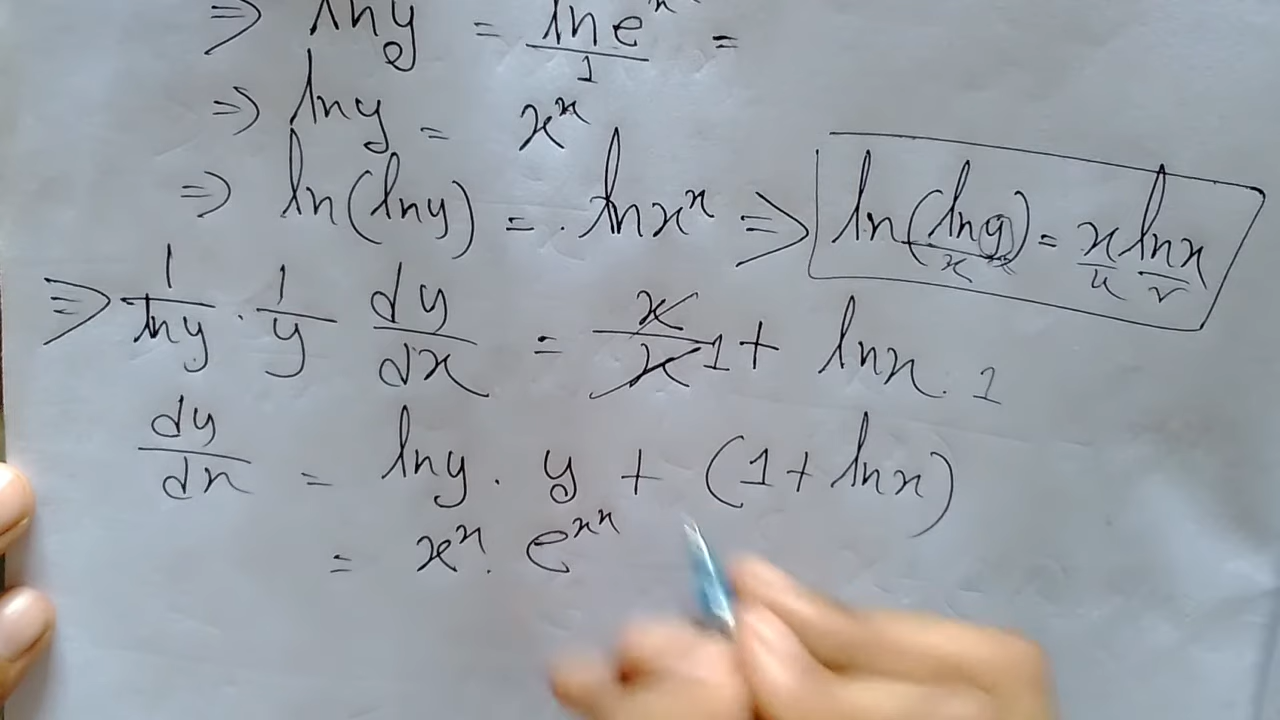 ⇒ lny = ln e^x / 1 =
⇒ lny = x^x
⇒ ln(lny) = . lnx^x ⇒ ln(lny) = x lnx
x u v
⇒ 1/lny . 1/y dy/dx = x/x 1 + lnx . 1
dy/dx = lny . y + (1 + lnx)
= x^x . e^x^x